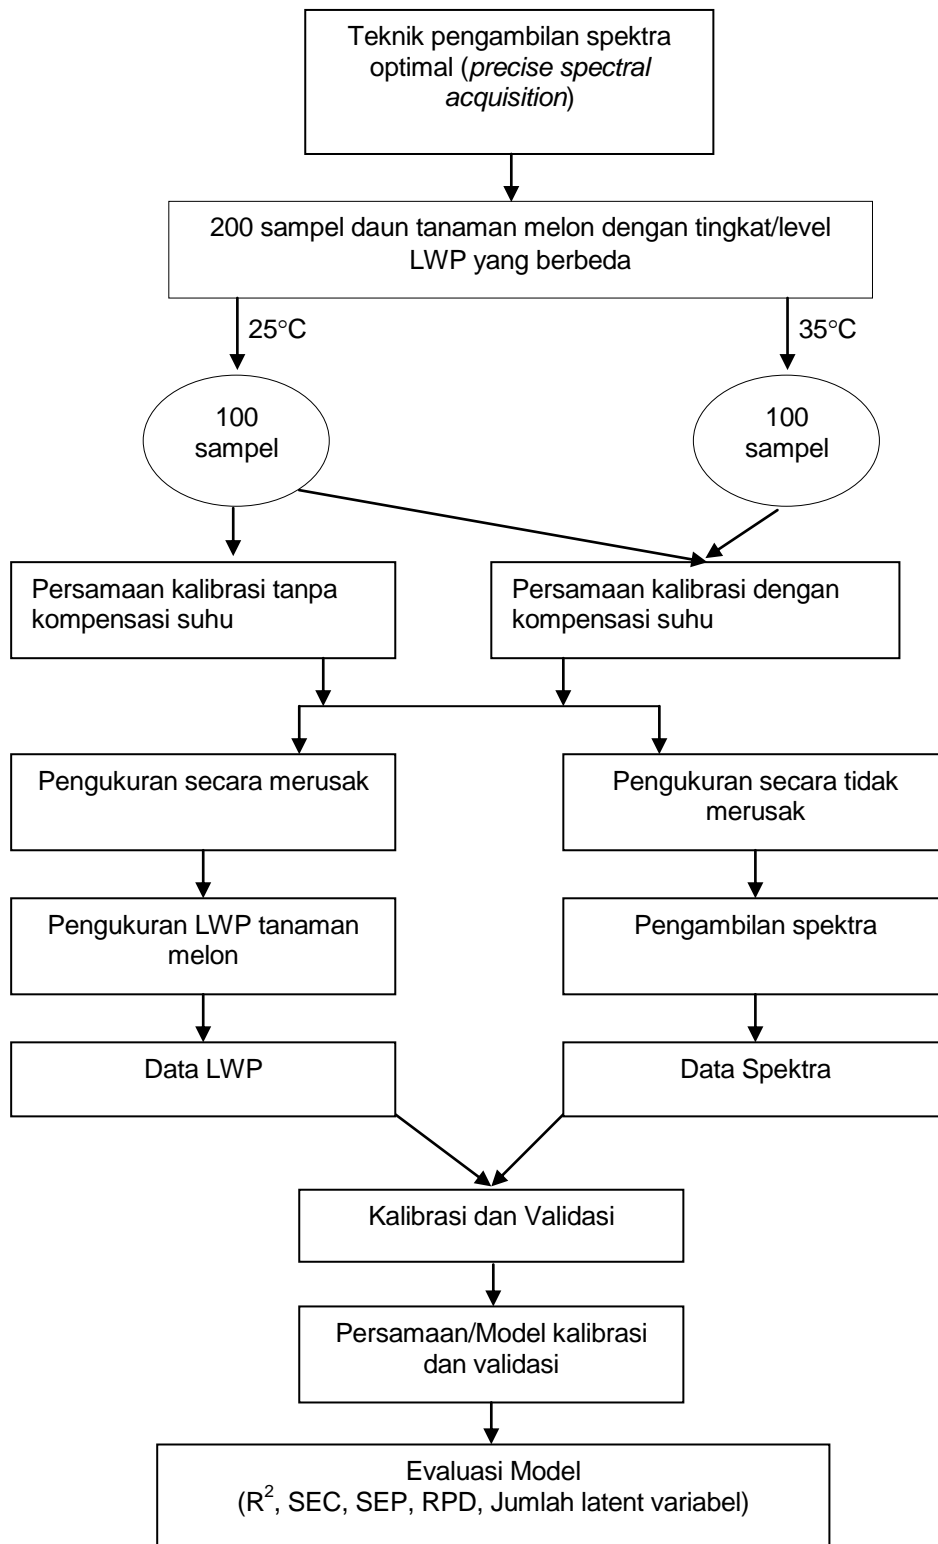 Teknik pengambilan spektra
optimal (precise spectral
acquisition)
200 sampel daun tanaman melon dengan tingkat/level
LWP yang berbeda
25°C
35°C
100
sampel
100
sampel
Persamaan kalibrasi tanpa
kompensasi suhu
Persamaan kalibrasi dengan
kompensasi suhu
Pengukuran secara merusak
Pengukuran secara tidak
merusak
Pengukuran LWP tanaman
melon
Pengambilan spektra
Data LWP
Data Spektra
Kalibrasi dan Validasi
Persamaan/Model kalibrasi
dan validasi
Evaluasi Model
(R², SEC, SEP, RPD, Jumlah latent variabel)